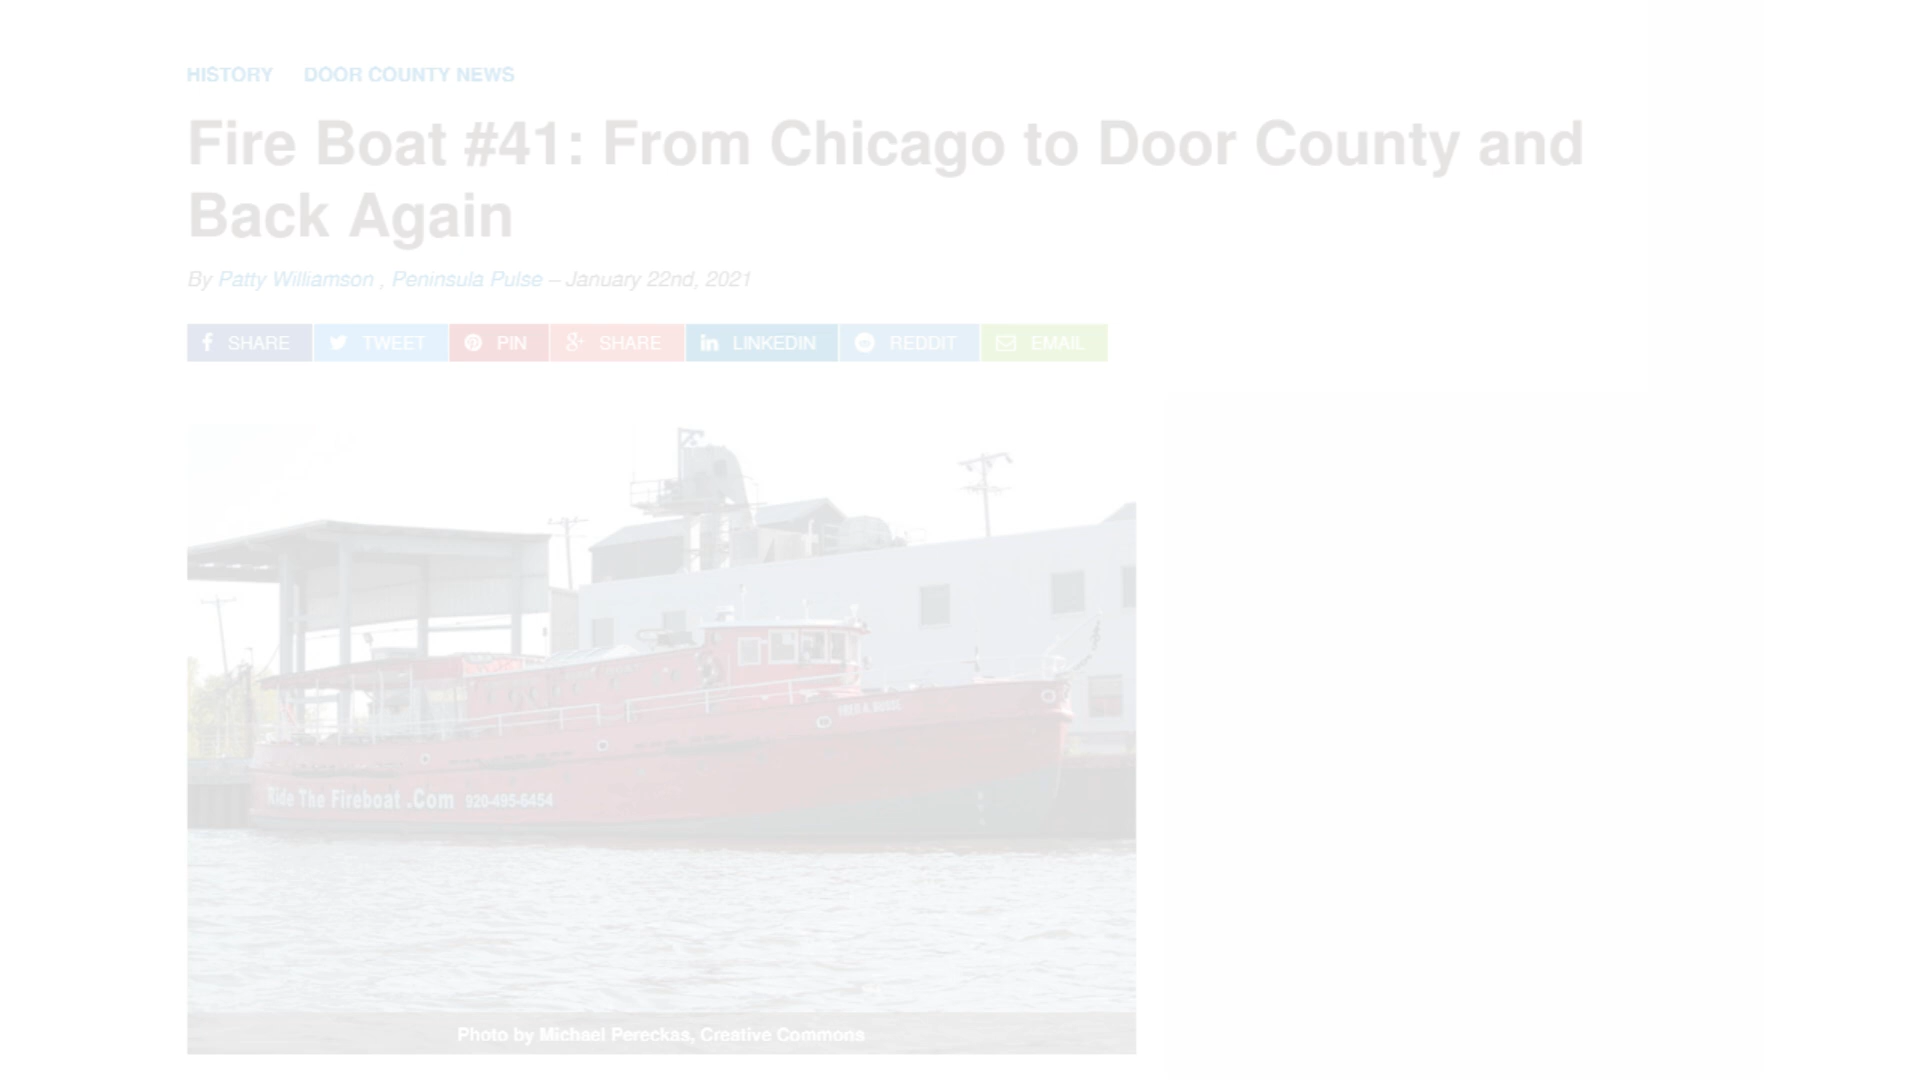 HISTORY DOOR COUNTY NEWS
Fire Boat #41: From Chicago to Door County and
Back Again
By Patty Williamson , Peninsula Pulse – January 22nd, 2021
SHARE TWEET PIN SHARE LINKEDIN REDDIT EMAIL
FRED A. BUSSE
Ride The Fireboat .Com 920-495-6454
Photo by Michael Pereckas, Creative Commons